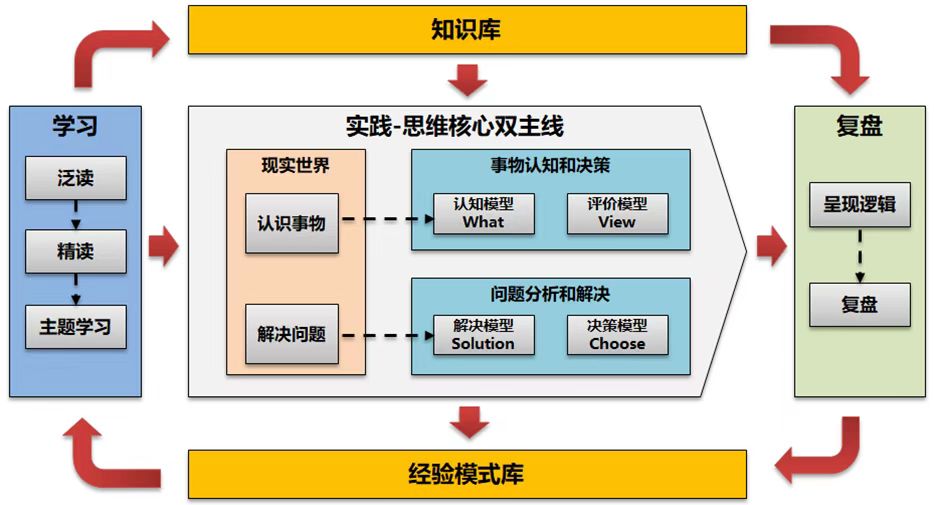 知识库
学习
泛读
精读
主题学习
实践-思维核心双主线
现实世界
认识事物
解决问题
事物认知和决策
认知模型
What
评价模型
View
问题分析和解决
解决模型
Solution
决策模型
Choose
复盘
呈现逻辑
复盘
经验模式库